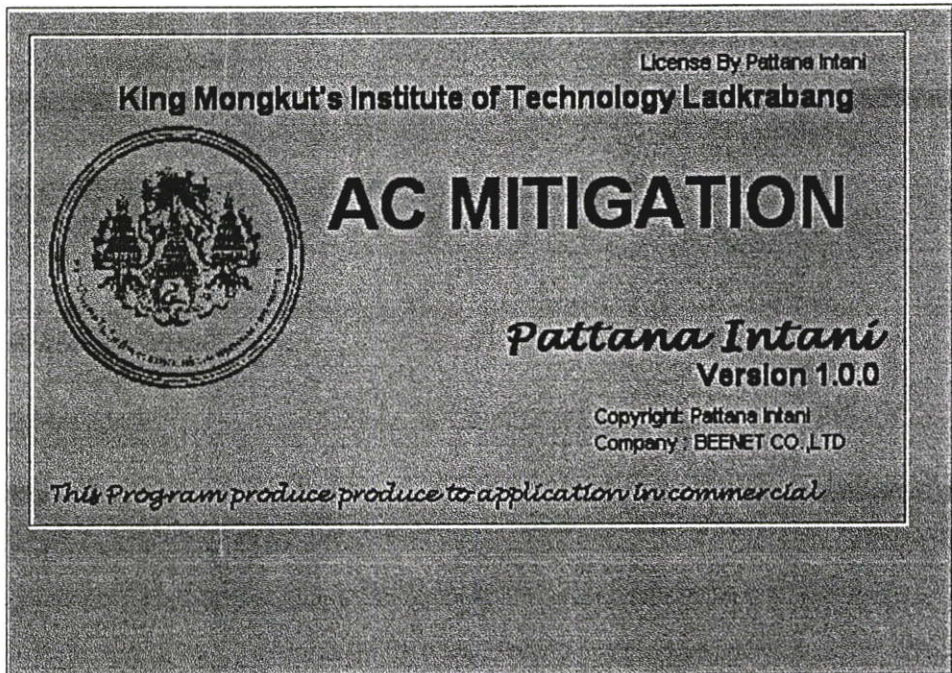 License By Pattana Intani
King Mongkut's Institute of Technology Ladkrabang
AC MITIGATION
Pattana Intani
Version 1.0.0
Copyright: Pattana Intani
Company : BEENET CO.,LTD
This Program produce produce to application in commercial